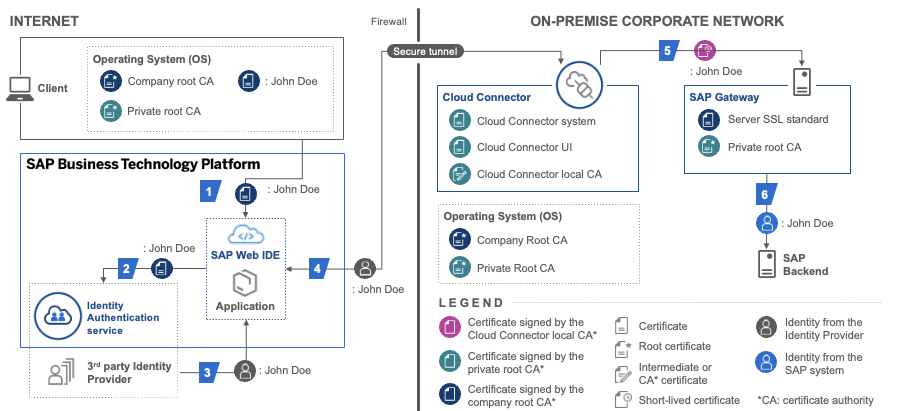 INTERNET
Firewall
ON-PREMISE CORPORATE NETWORK
Client
Operating System (OS)
Company root CA
: John Doe
Private root CA
Secure tunnel
5
: John Doe
Cloud Connector
Cloud Connector system
Cloud Connector UI
Cloud Connector local CA
SAP Gateway
Server SSL standard
Private root CA
SAP Business Technology Platform
1
: John Doe
SAP Web IDE
Application
2
: John Doe
4
: John Doe
Identity
Authentication
service
3rd party Identity
Provider
3
: John Doe
Operating System (OS)
Company Root CA
Private Root CA
6
: John Doe
SAP
Backend
LEGEND
Certificate signed by the
Cloud Connector local CA*
Certificate signed by the
private root CA*
Certificate signed by the
company root CA*
Certificate
Root certificate
Intermediate or
CA* certificate
Short-lived certificate
Identity from the
Identity Provider
Identity from the
SAP system
*CA: certificate authority